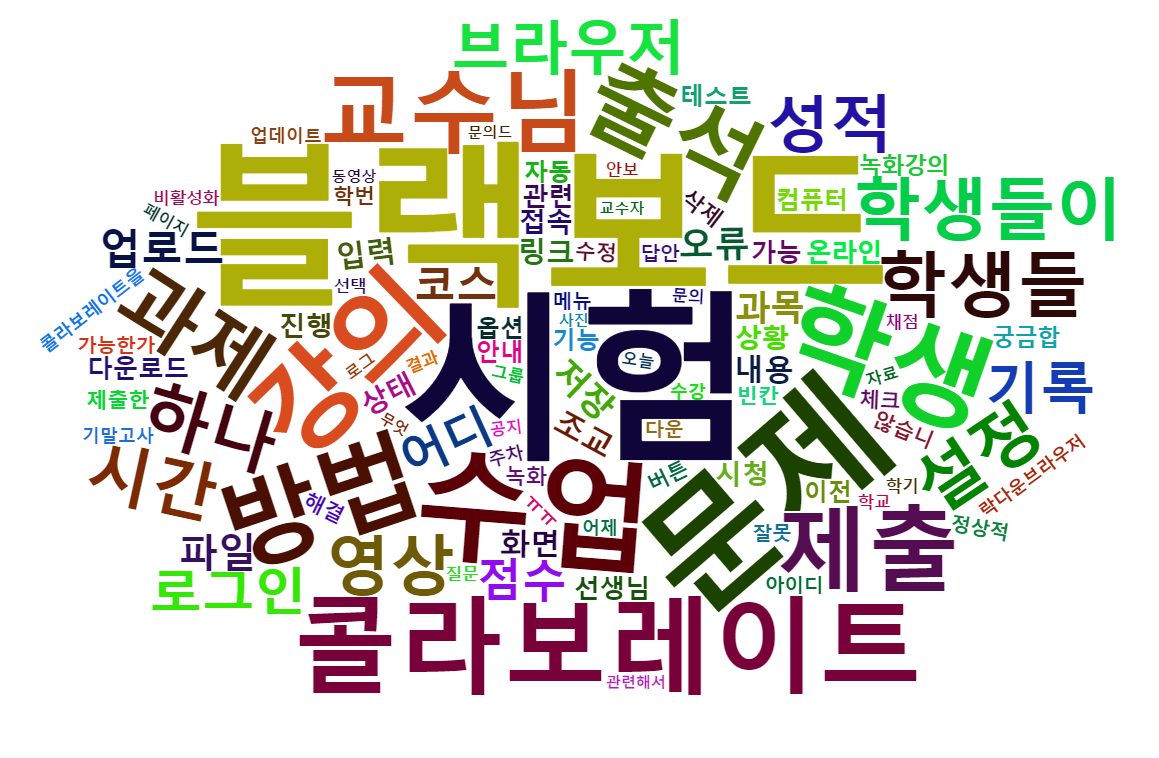 브라우저
교수님
출석
테스트
성적
업데이트
문의드
블랙보드
동영상
자동
안보
녹화강의
비활성화
학번
관련
컴퓨터
학생들이
페이지
접속
교수자
삭제
업로드
입력
링크
수정
답안
오류
가능
온라인
콜라보레이트을
과제
선택
코스
학생들
강의
시험
메뉴
문의
과목
학생
진행
옵션
사진
채점
가능한가
기능
상황
궁금합
다운로드
로그
결과
안내
오늘
그룹
내용
자료
기록
제출한
하나
상태
저장
수강
빈칸
체크
기말고사
무엇
어디
공지
조교
다운
문제
않습니
설정
시간
방법
주차
수업
녹화
버튼
시청
이전
학기
락다운브라우저
해결
ㅠㅠ
어제
학교
제출
정상적
파일
영상
화면
잘못
로그인
질문
점수
선생님
아이디
콜라보레이트
관련해서